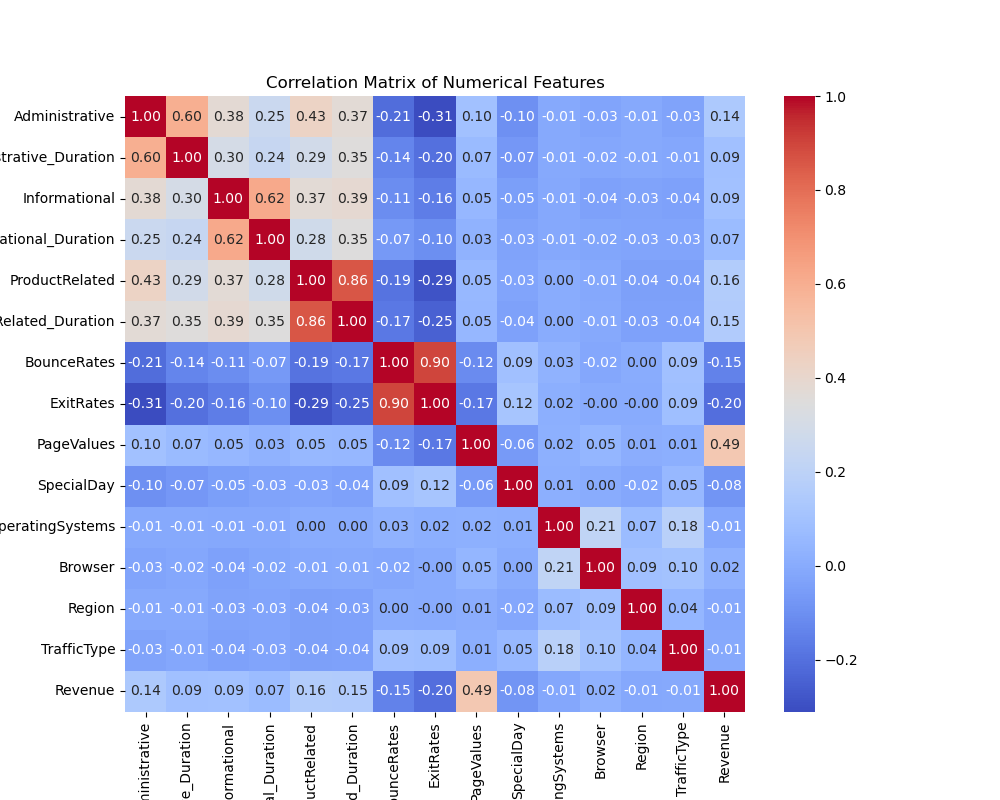 Correlation Matrix of Numerical Features
Administrative 1.00 0.60 0.38 0.25 0.43 0.37 -0.21 -0.31 0.10 -0.10 -0.01 -0.03 -0.01 -0.03 0.14
strative_Duration 0.60 1.00 0.30 0.24 0.29 0.35 -0.14 -0.20 0.07 -0.07 -0.01 -0.02 -0.01 -0.01 0.09
Informational 0.38 0.30 1.00 0.62 0.37 0.39 -0.11 -0.16 0.05 -0.05 -0.01 -0.04 -0.03 -0.04 0.09
ational_Duration 0.25 0.24 0.62 1.00 0.28 0.35 -0.07 -0.10 0.03 -0.03 -0.01 -0.02 -0.03 -0.03 0.07
ProductRelated 0.43 0.29 0.37 0.28 1.00 0.86 -0.19 -0.29 0.05 -0.03 0.00 -0.01 -0.04 -0.04 0.16
Related_Duration 0.37 0.35 0.39 0.35 0.86 1.00 -0.17 -0.25 0.05 -0.04 0.00 -0.01 -0.03 -0.04 0.15
BounceRates -0.21 -0.14 -0.11 -0.07 -0.19 -0.17 1.00 0.90 -0.12 0.09 0.03 -0.02 0.00 0.09 -0.15
ExitRates -0.31 -0.20 -0.16 -0.10 -0.29 -0.25 0.90 1.00 -0.17 0.12 0.02 -0.00 -0.00 0.09 -0.20
PageValues 0.10 0.07 0.05 0.03 0.05 0.05 -0.12 -0.17 1.00 -0.06 0.02 0.05 0.01 0.01 0.49
SpecialDay -0.10 -0.07 -0.05 -0.03 -0.03 -0.04 0.09 0.12 -0.06 1.00 0.01 0.00 -0.02 0.05 -0.08
peratingSystems -0.01 -0.01 -0.01 -0.01 0.00 0.00 0.03 0.02 0.02 0.01 1.00 0.21 0.07 0.18 -0.01
Browser -0.03 -0.02 -0.04 -0.02 -0.01 -0.01 -0.02 -0.00 0.05 0.00 0.21 1.00 0.09 0.10 0.02
Region -0.01 -0.01 -0.03 -0.03 -0.04 -0.03 0.00 -0.00 0.01 -0.02 0.07 0.09 1.00 0.04 -0.01
TrafficType -0.03 -0.01 -0.04 -0.03 -0.04 -0.04 0.09 0.09 0.01 0.05 0.18 0.10 0.04 1.00 -0.01
Revenue 0.14 0.09 0.09 0.07 0.16 0.15 -0.15 -0.20 0.49 -0.08 -0.01 0.02 -0.01 -0.01 1.00
ministrative
e_Duration
ormational
al_Duration
ductRelated
d_Duration
ounceRates
ExitRates
PageValues
SpecialDay
ngSystems
Browser
Region
TrafficType
Revenue
1.0
0.8
0.6
0.4
0.2
0.0
−0.2